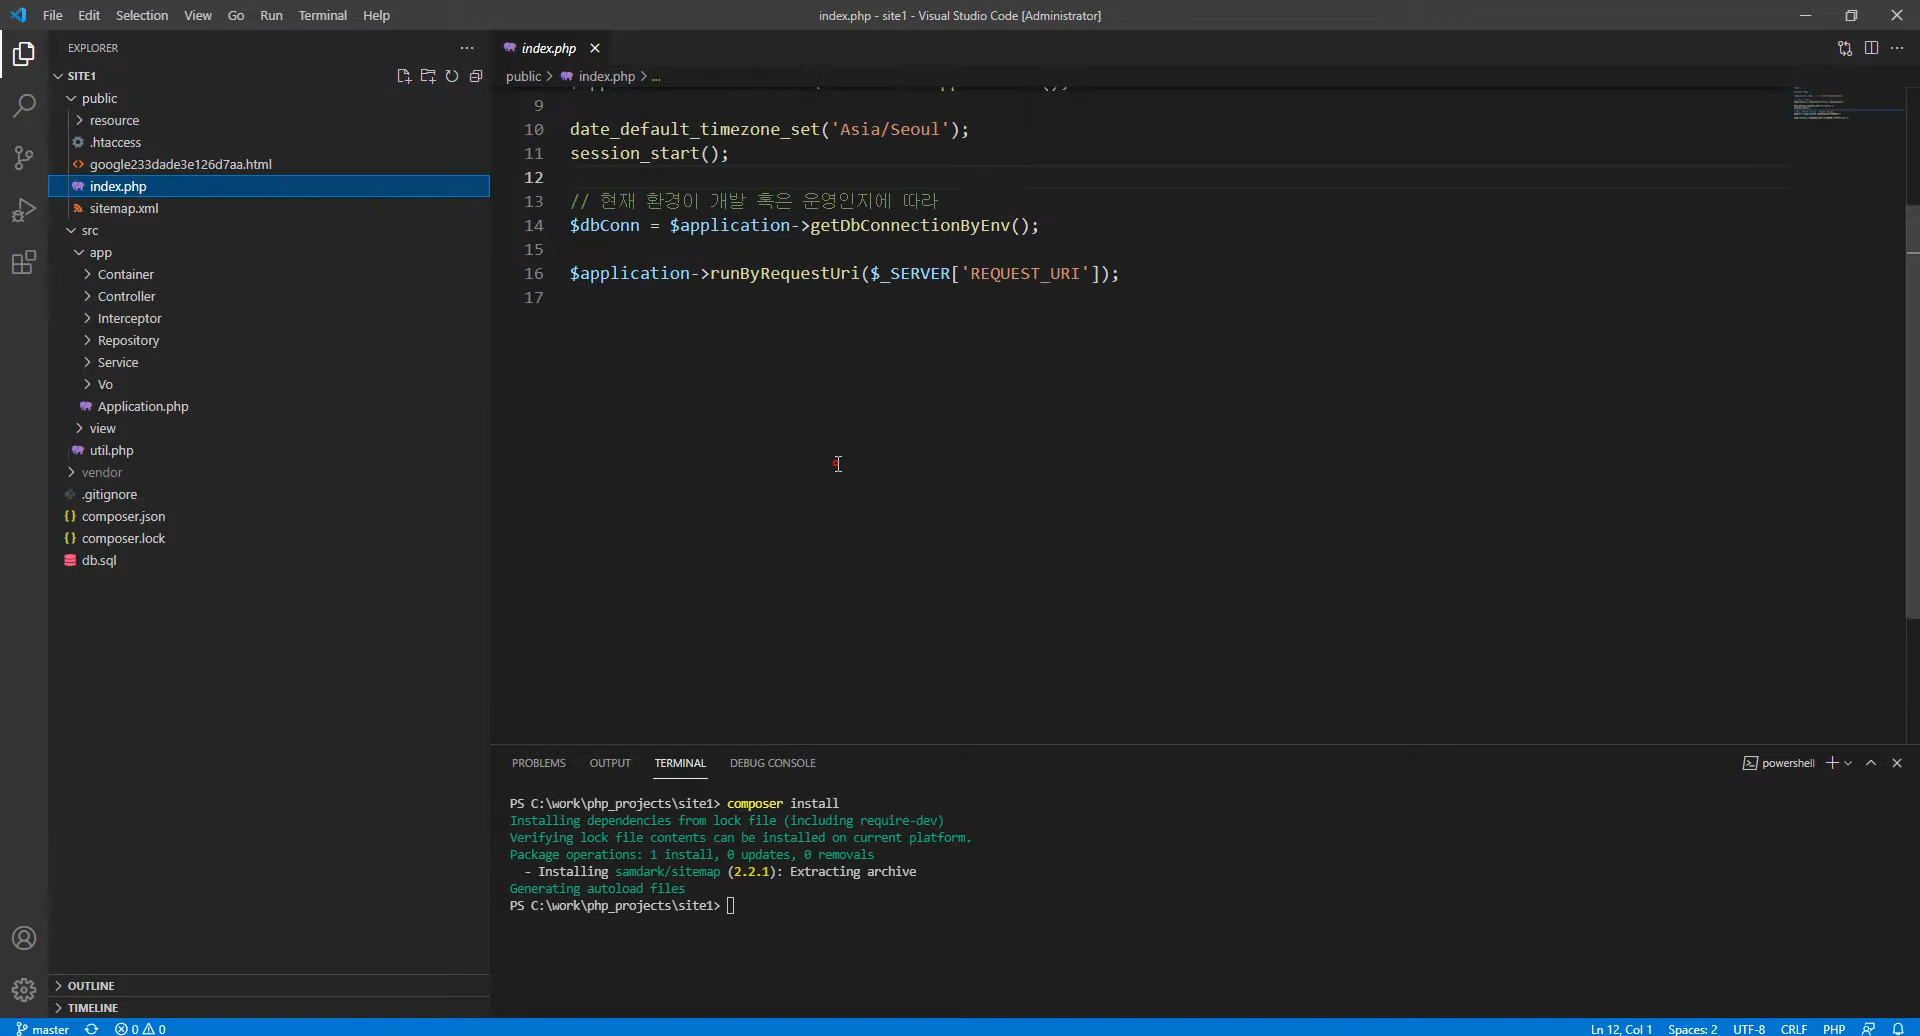 File Edit Selection View Go Run Terminal Help
index.php - site1 - Visual Studio Code [Administrator]
EXPLORER
SITE1
public
resource
.htaccess
google233dade3e126d7aa.html
index.php
sitemap.xml
src
app
Container
Controller
Interceptor
Repository
Service
Vo
Application.php
view
util.php
vendor
.gitignore
composer.json
composer.lock
db.sql
OUTLINE
TIMELINE
index.php
public > index.php > ...
9
10 date_default_timezone_set('Asia/Seoul');
11 session_start();
12
13 // 현재 환경이 개발 혹은 운영인지에 따라
14 $dbConn = $application->getDbConnectionByEnv();
15
16 $application->runByRequestUri($_SERVER['REQUEST_URI']);
17
PROBLEMS OUTPUT TERMINAL DEBUG CONSOLE
powershell
PS C:\work\php_projects\site1> composer install
Installing dependencies from lock file (including require-dev)
Verifying lock file contents can be installed on current platform.
Package operations: 1 install, 0 updates, 0 removals
- Installing samdark/sitemap (2.2.1): Extracting archive
Generating autoload files
PS C:\work\php_projects\site1>
master 0 0
Ln 12, Col 1 Spaces: 2 UTF-8 CRLF PHP